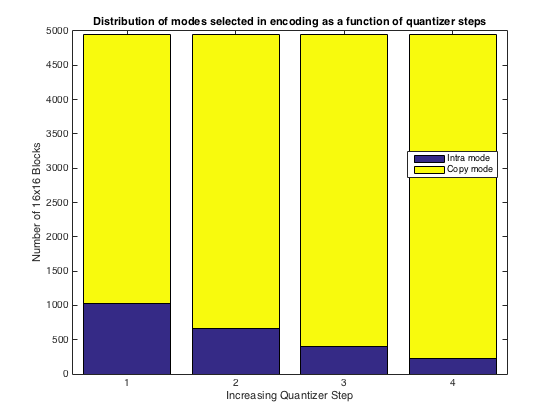 Distribution of modes selected in encoding as a function of quantizer steps
5000
4500
4000
3500
3000
2500
2000
1500
1000
500
0
Number of 16x16 Blocks
Intra mode
Copy mode
1 2 3 4
Increasing Quantizer Step